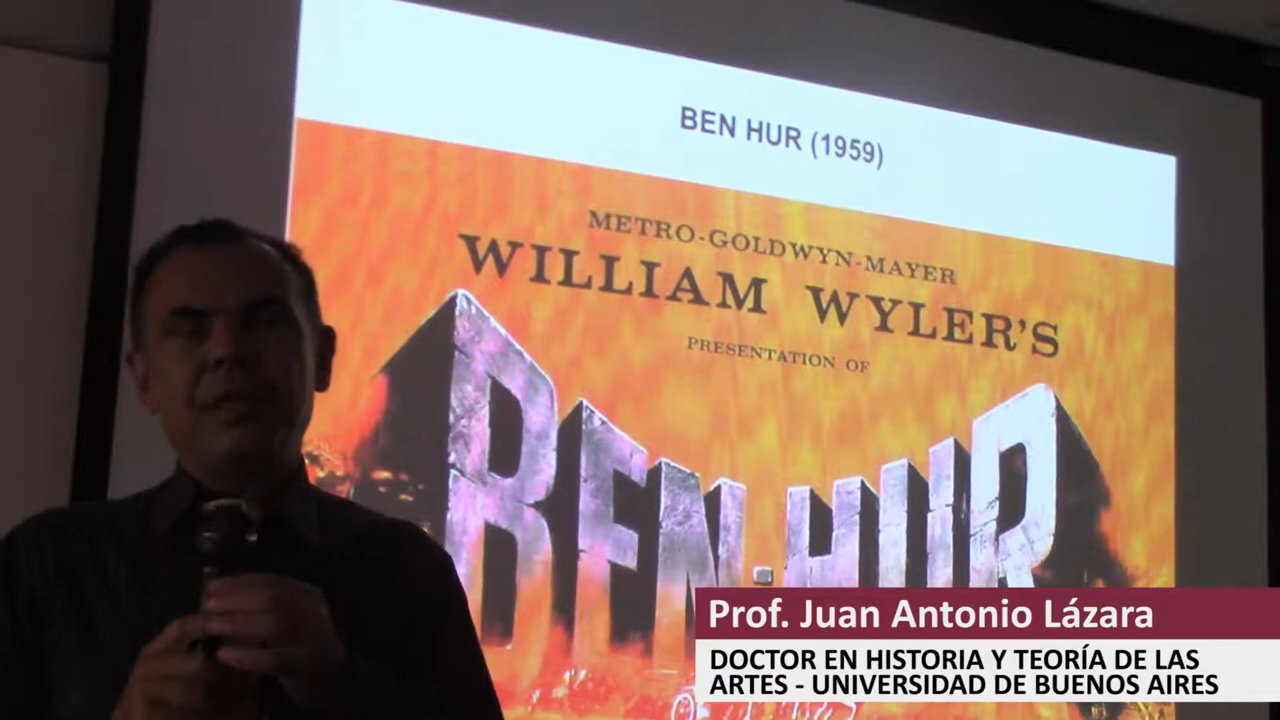 BEN HUR (1959)
METRO-GOLDWYN-MAYER
WILLIAM WYLER'S
PRESENTATION OF
BEN-HUR
Prof. Juan Antonio Lázara
DOCTOR EN HISTORIA Y TEORÍA DE LAS
ARTES - UNIVERSIDAD DE BUENOS AIRES